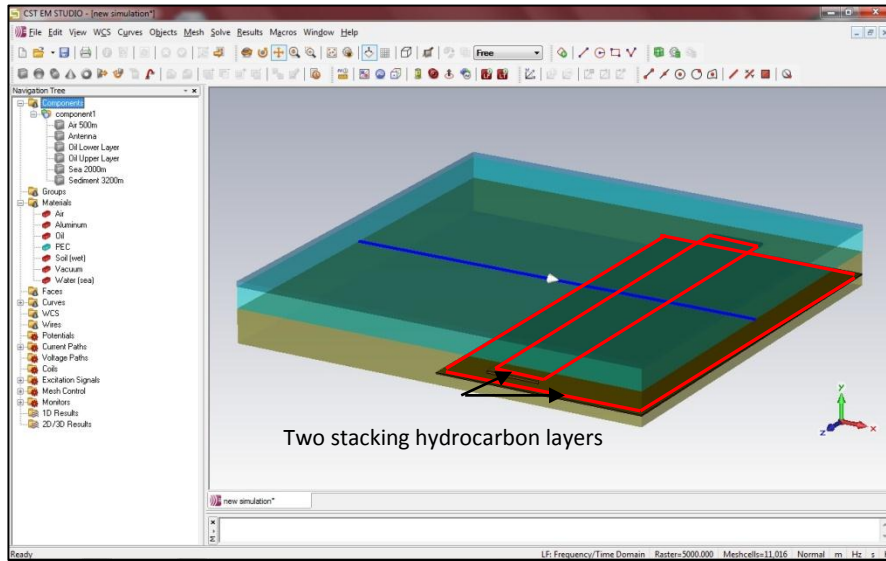 CST EM STUDIO - [new simulation*]
File Edit View WCS Curves Objects Mesh Solve Results Macros Window Help
Free
Navigation Tree
Components
component1
Air 500m
Antenna
Oil Lower Layer
Oil Upper Layer
Sea 2000m
Sediment 3200m
Groups
Materials
Air
Aluminum
Oil
PEC
Soil (wet)
Vacuum
Water (sea)
Faces
Curves
WCS
Wires
Potentials
Current Paths
Voltage Paths
Coils
Excitation Signals
Mesh Control
Monitors
1D Results
2D/3D Results
y
z
x
Two stacking hydrocarbon layers
new simulation*
Ready
LF: Frequency/Time Domain Raster=5000.000 Meshcells=11,016 Normal m Hz s